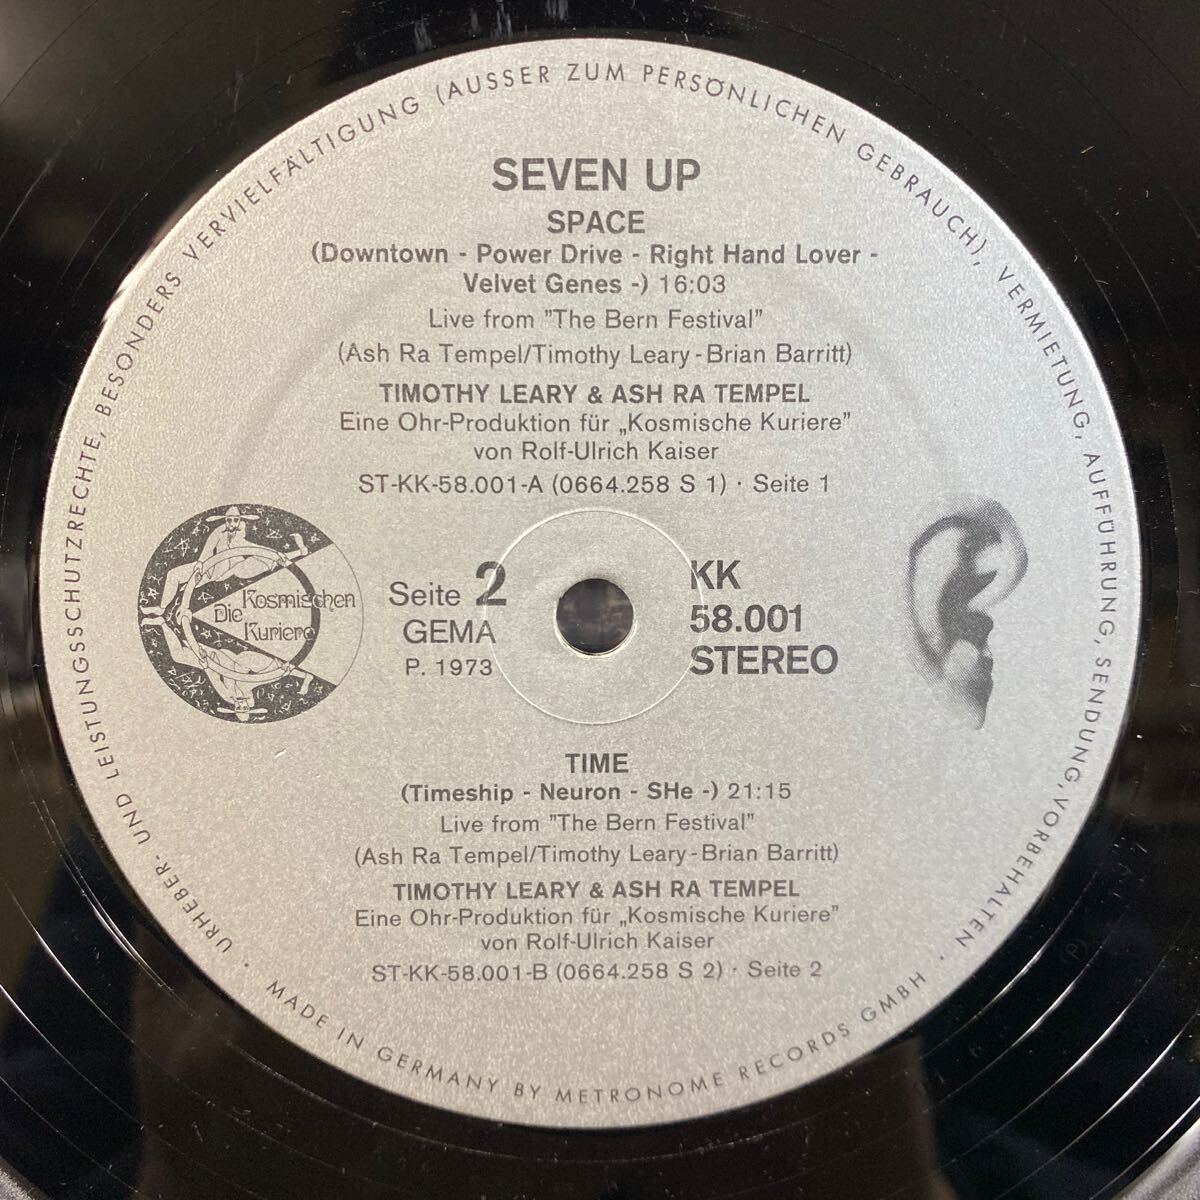 URHEBER- UND LEISTUNGSSCHUTZRECHTE, BESONDERS VERVIELFÄLTIGUNG (AUSSER ZUM PERSÖNLICHEN GEBRAUCH), VERMIETUNG, AUFFÜHRUNG, SENDUNG, VORBEHALTEN ·
SEVEN UP
SPACE
(Downtown - Power Drive - Right Hand Lover -
Velvet Genes -) 16:03
Live from "The Bern Festival"
(Ash Ra Tempel/Timothy Leary - Brian Barritt)
TIMOTHY LEARY & ASH RA TEMPEL
Eine Ohr-Produktion für „Kosmische Kuriere”
von Rolf-Ulrich Kaiser
ST-KK-58.001-A (0664.258 S 1) · Seite 1
Die Kosmischen
Kuriere
Seite 2
GEMA
P. 1973
KK
58.001
STEREO
TIME
(Timeship - Neuron - SHe -) 21:15
Live from "The Bern Festival"
(Ash Ra Tempel/Timothy Leary - Brian Barritt)
TIMOTHY LEARY & ASH RA TEMPEL
Eine Ohr-Produktion für „Kosmische Kuriere”
von Rolf-Ulrich Kaiser
ST-KK-58.001-B (0664.258 S 2) · Seite 2
· MADE IN GERMANY BY METRONOME RECORDS GMBH ·